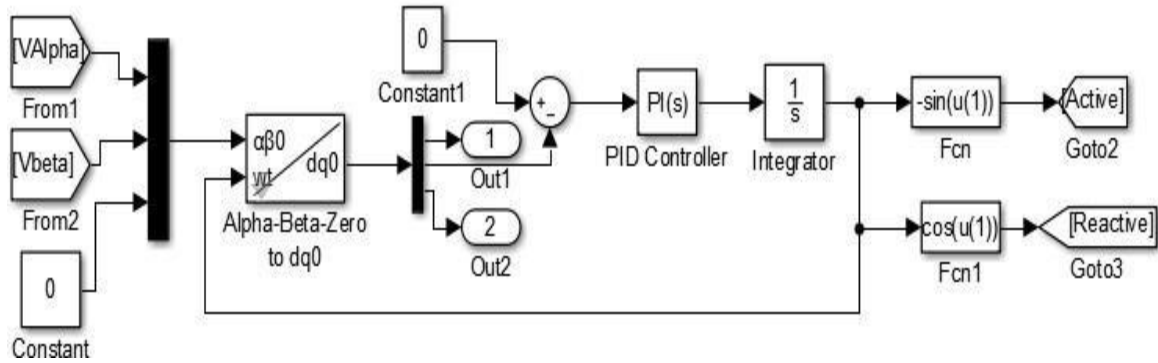 [VAlpha]
From1
[Vbeta]
From2
0
Constant
αβ0
wt
dq0
Alpha-Beta-Zero
to dq0
0
Constant1
1
Out1
2
Out2
+
−
PI(s)
PID Controller
1
s
Integrator
-sin(u(1))
Fcn
[Active]
Goto2
cos(u(1))
Fcn1
[Reactive]
Goto3